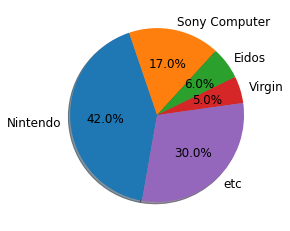 Sony Computer
17.0%
Eidos
6.0%
Virgin
5.0%
Nintendo
42.0%
30.0%
etc